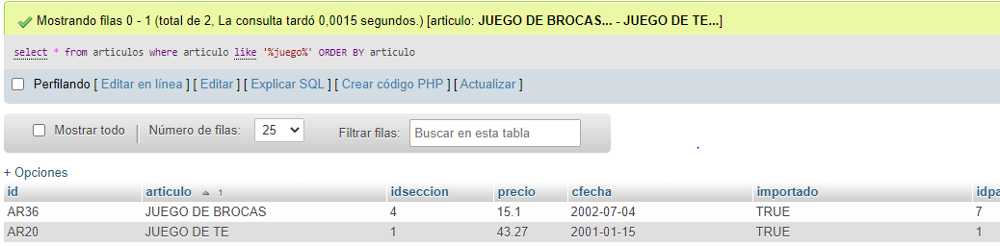 Mostrando filas 0 - 1 (total de 2, La consulta tardó 0,0015 segundos.) [articulo: JUEGO DE BROCAS... - JUEGO DE TE...]
select * from articulos where articulo like '%juego%' ORDER BY articulo
Perfilando [ Editar en línea ] [ Editar ] [ Explicar SQL ] [ Crear código PHP ] [ Actualizar ]
Mostrar todo Número de filas: 25 Filtrar filas: Buscar en esta tabla
+ Opciones
id articulo 1 idseccion precio cfecha importado idpa
AR36 JUEGO DE BROCAS 4 15.1 2002-07-04 TRUE 7
AR20 JUEGO DE TE 1 43.27 2001-01-15 TRUE 1